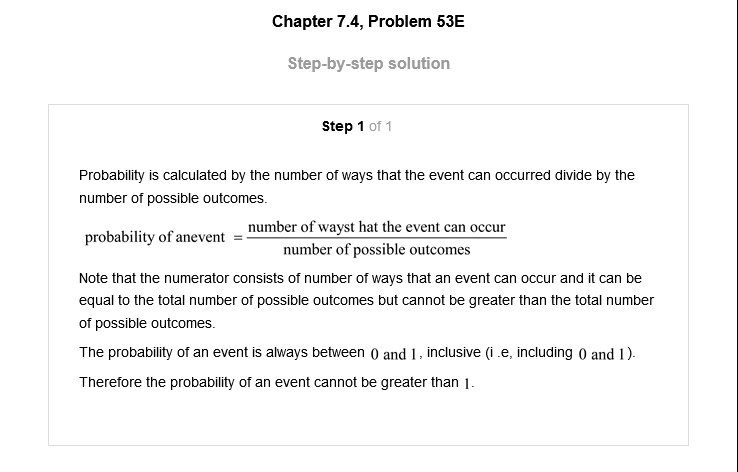 Chapter 7.4, Problem 53E
Step-by-step solution
Step 1 of 1
Probability is calculated by the number of ways that the event can occurred divide by the
number of possible outcomes.
probability of anevent = number of wayst hat the event can occur
number of possible outcomes
Note that the numerator consists of number of ways that an event can occur and it can be
equal to the total number of possible outcomes but cannot be greater than the total number
of possible outcomes.
The probability of an event is always between 0 and 1, inclusive (i .e, including 0 and 1).
Therefore the probability of an event cannot be greater than 1.